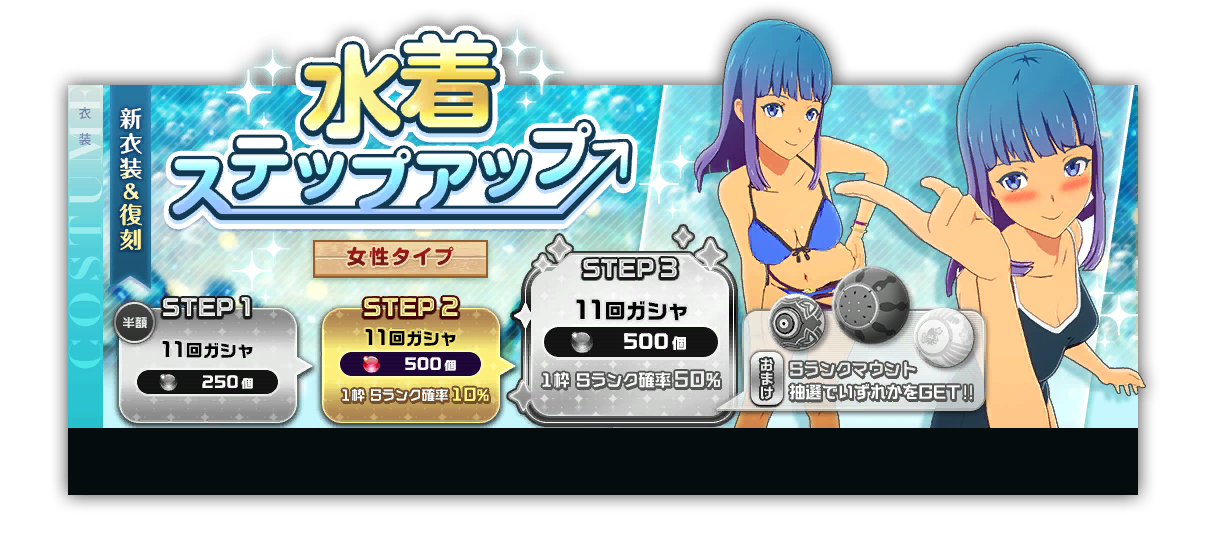 衣装
COSTUME
新衣装&復刻
水着
ステップアップ
女性タイプ
半額
STEP 1
11回ガシャ
250個
STEP 2
11回ガシャ
500個
1枠 Sランク確率10%
STEP 3
11回ガシャ
500個
1枠 Sランク確率50%
おまけ
Sランクマウント
抽選でいずれかをGET!!